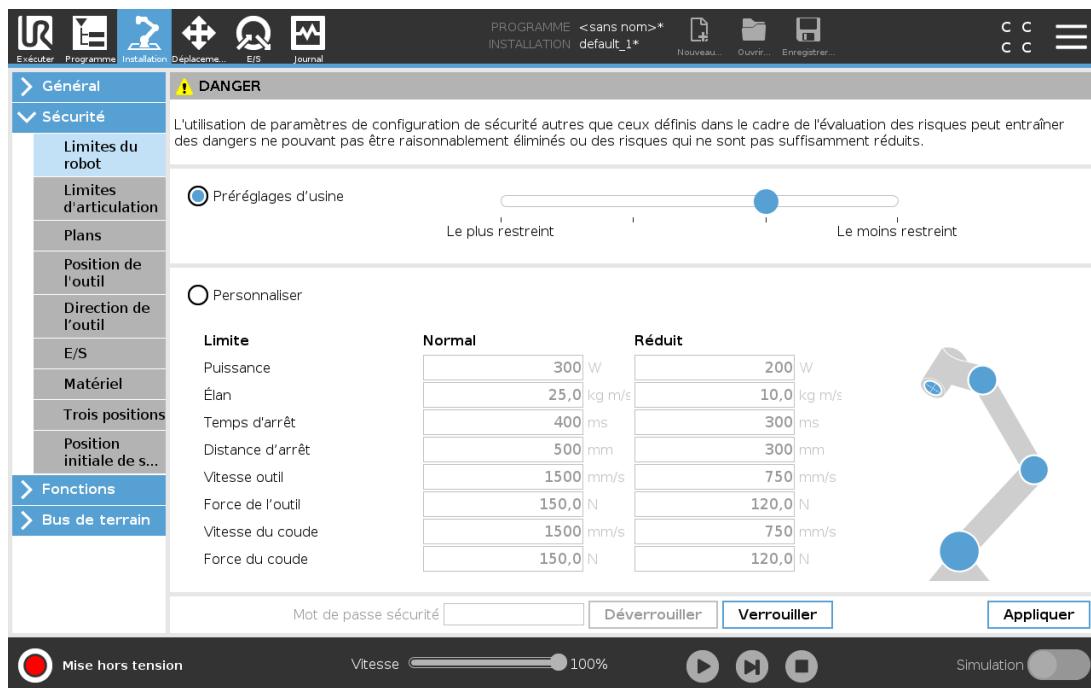 PROGRAMME <sans nom>*
INSTALLATION default_1*
Exécuter Programme Installation Déplaceme... E/S Journal Nouveau... Ouvrir... Enregistrer...
C C
C C
Général
Sécurité
Limites du
robot
Limites
d'articulation
Plans
Position de
l'outil
Direction de
l’outil
E/S
Matériel
Trois positions
Position
initiale de s...
Fonctions
Bus de terrain
DANGER
L'utilisation de paramètres de configuration de sécurité autres que ceux définis dans le cadre de l'évaluation des risques peut entraîner
des dangers ne pouvant pas être raisonnablement éliminés ou des risques qui ne sont pas suffisamment réduits.
Préréglages d’usine
Le plus restreint Le moins restreint
Personnaliser
Limite Normal Réduit
Puissance 300 W 200 W
Élan 25,0 kg m/s 10,0 kg m/s
Temps d'arrêt 400 ms 300 ms
Distance d’arrêt 500 mm 300 mm
Vitesse outil 1500 mm/s 750 mm/s
Force de l’outil 150,0 N 120,0 N
Vitesse du coude 1500 mm/s 750 mm/s
Force du coude 150,0 N 120,0 N
Mot de passe sécurité Déverrouiller Verrouiller Appliquer
Mise hors tension Vitesse 100% Simulation